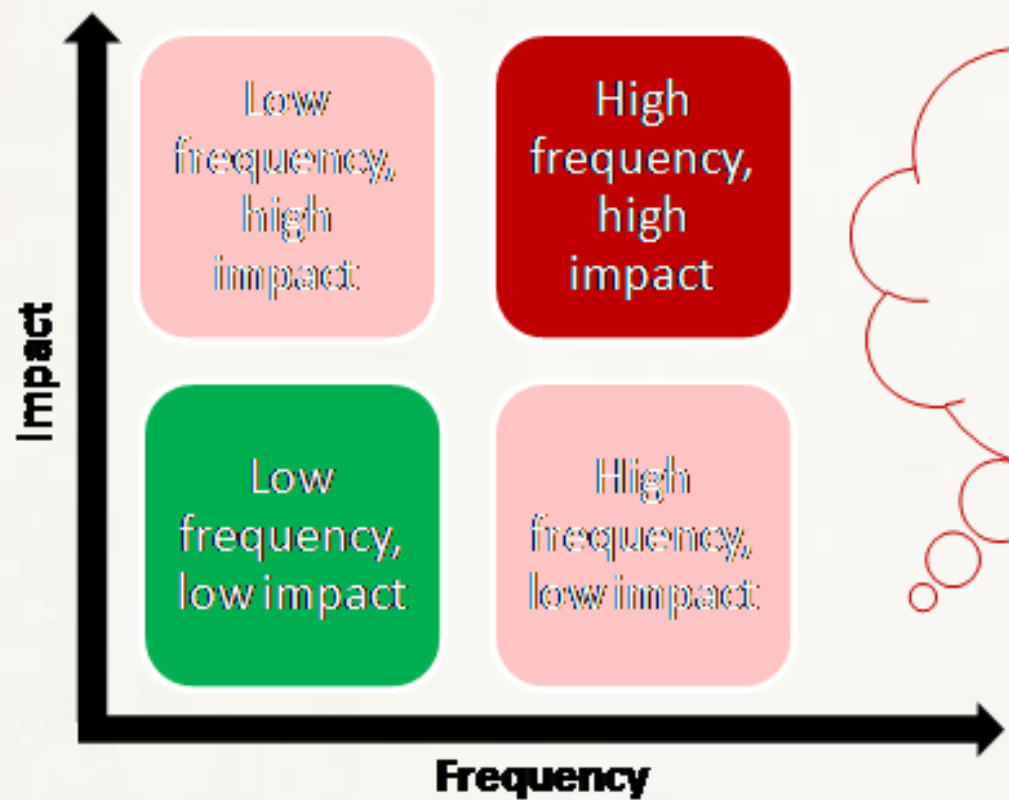 Low
frequency,
high
impact
High
frequency,
high
impact
Impact
Low
frequency,
low impact
High
frequency,
low impact
Frequency